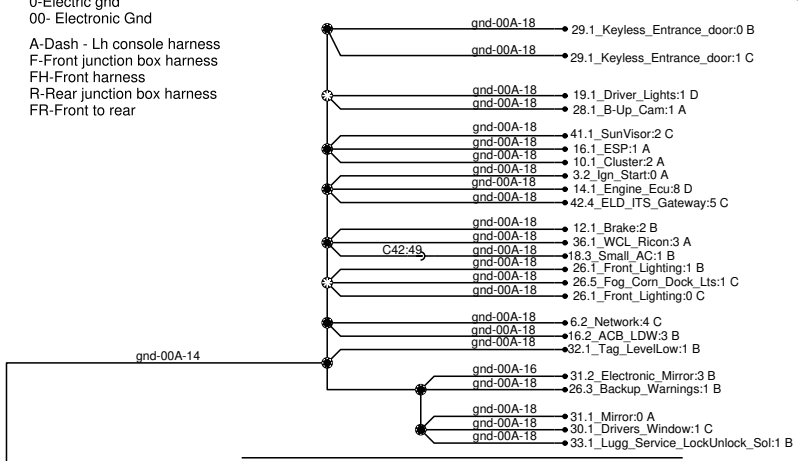 0-Electric gnd
00- Electronic Gnd
A-Dash - Lh console harness
F-Front junction box harness
FH-Front harness
R-Rear junction box harness
FR-Front to rear
gnd-00A-18 29.1_Keyless_Entrance_door:0 B
gnd-00A-18 29.1_Keyless_Entrance_door:1 C
gnd-00A-18 19.1_Driver_Lights:1 D
gnd-00A-18 28.1_B-Up_Cam:1 A
gnd-00A-18 41.1_SunVisor:2 C
gnd-00A-18 16.1_ESP:1 A
gnd-00A-18 10.1_Cluster:2 A
gnd-00A-18 3.2_Ign_Start:0 A
gnd-00A-18 14.1_Engine_Ecu:8 D
gnd-00A-18 42.4_ELD_ITS_Gateway:5 C
gnd-00A-18 12.1_Brake:2 B
gnd-00A-18 36.1_WCL_Ricon:3 A
C42:49 gnd-00A-18 18.3_Small_AC:1 B
gnd-00A-18 26.1_Front_Lighting:1 B
gnd-00A-18 26.5_Fog_Corn_Dock_Lts:1 C
gnd-00A-18 26.1_Front_Lighting:0 C
gnd-00A-18 6.2_Network:4 C
gnd-00A-18 16.2_ACB_LDW:3 B
gnd-00A-18 32.1_Tag_LevelLow:1 B
gnd-00A-14
gnd-00A-16 31.2_Electronic_Mirror:3 B
gnd-00A-18 26.3_Backup_Warnings:1 B
gnd-00A-18 31.1_Mirror:0 A
gnd-00A-18 30.1_Drivers_Window:1 C
gnd-00A-18 33.1_Lugg_Service_LockUnlock_Sol:1 B